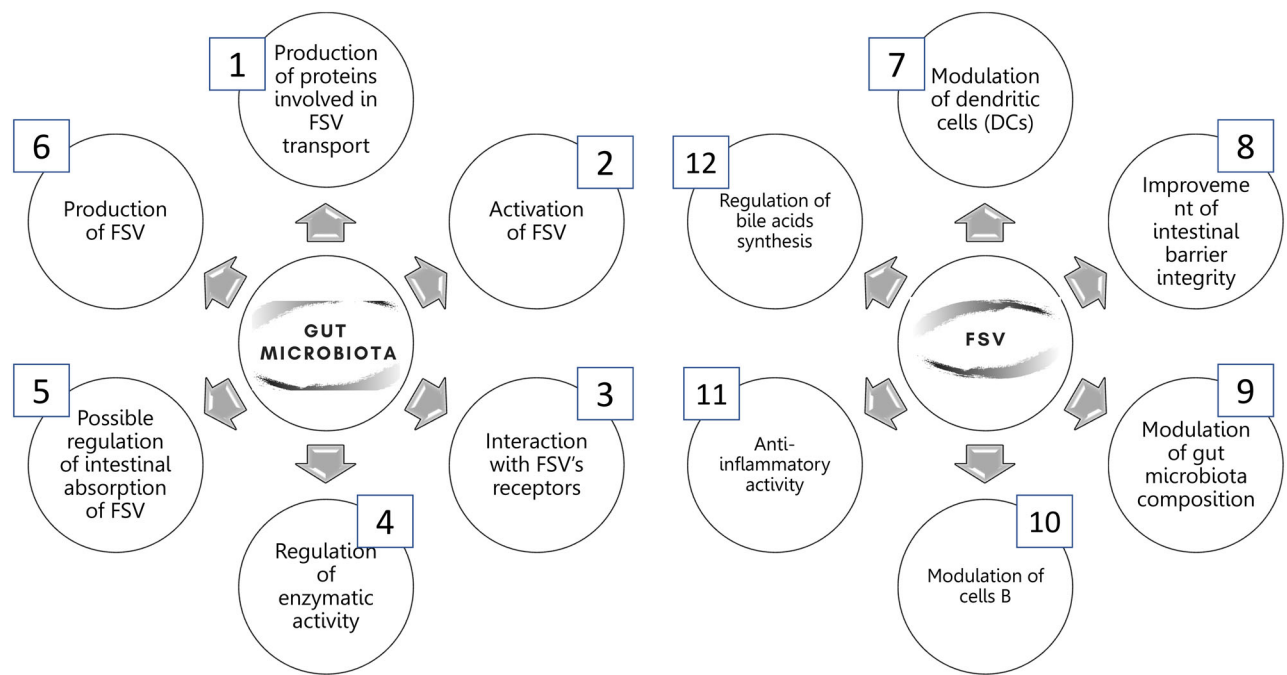 1
Production
of proteins
involved in
FSV
transport
2
Activation
of FSV
3
Interaction
with FSV's
receptors
4
Regulation
of
enzymatic
activity
5
Possible
regulation
of intestinal
absorption
of FSV
6
Production
of FSV
GUT
MICROBIOTA
7
Modulation
of dendritic
cells (DCs)
8
Improveme
nt of
intestinal
barrier
integrity
9
Modulation
of gut
microbiota
composition
10
Modulation of
cells B
11
Anti-
inflammatory
activity
12
Regulation of
bile acids
synthesis
FSV